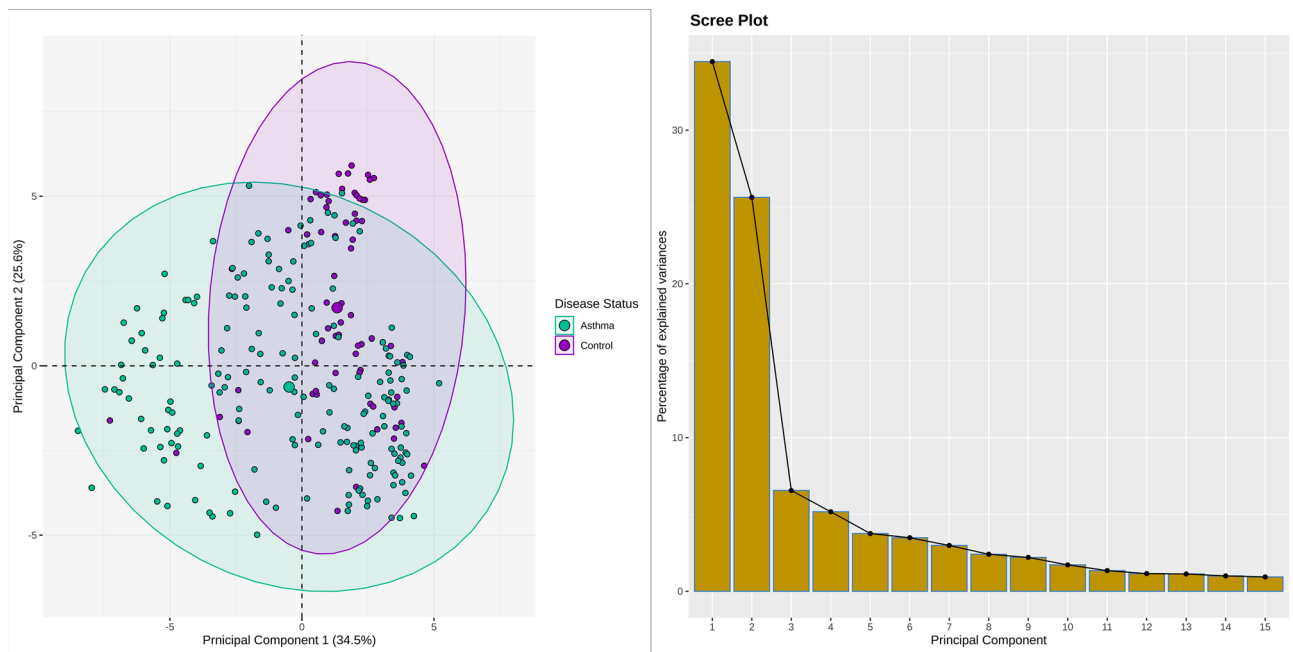 5
0
-5
-5
0
5
Prnicipal Component 1 (34.5%)
Principal Component 2 (25.6%)
Disease Status
Asthma
Control
Scree Plot
30
20
10
0
1 2 3 4 5 6 7 8 9 10 11 12 13 14 15
Principal Component
Percentage of explained variances